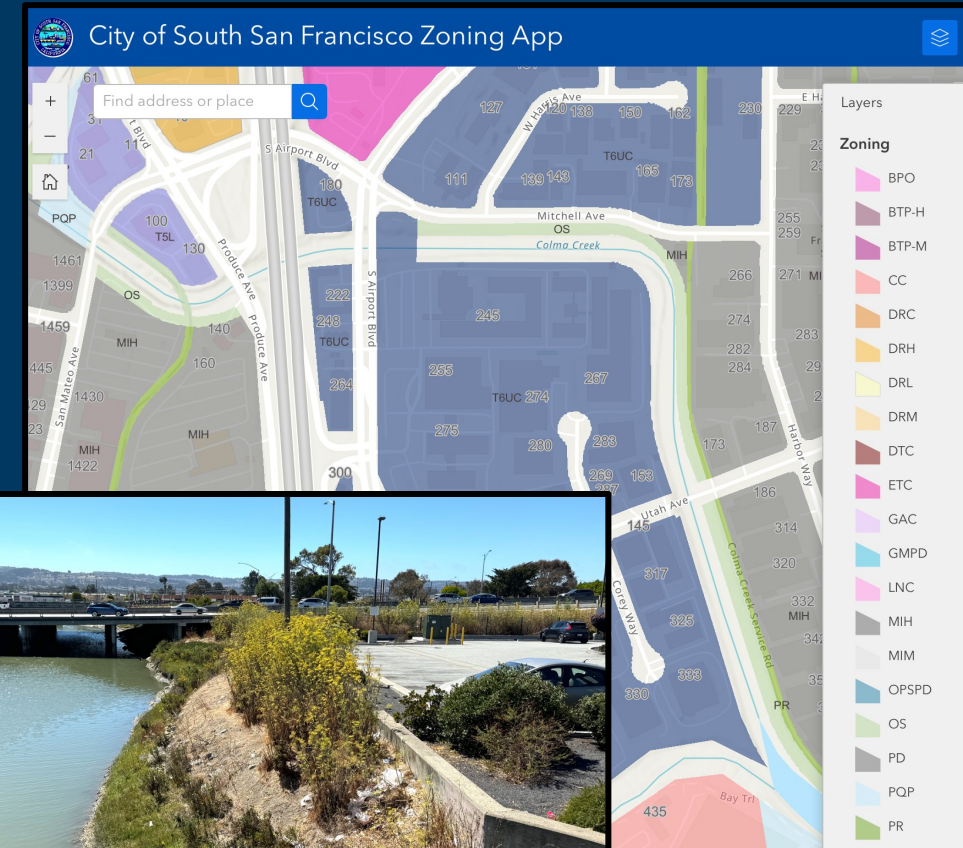 City of South San Francisco Zoning App
Find address or place
+
−
Layers
Zoning
BPO
BTP-H
BTP-M
CC
DRC
DRH
DRL
DRM
DTC
ETC
GAC
GMPD
LNC
MIH
MIM
OPSPD
OS
PD
PQP
PR
61
21
S Airport Blvd
127
W Harris Ave
120 138
150
162
230
229
180
T6UC
111
139 143
T6UC
165
173
PQP
100
T5L
130
Mitchell Ave
OS
Colma Creek
255
259
MIH
1461
1399
OS
Produce Ave
222
S Airport Blvd
245
266
271
1459
MIH
140
248
T6UC
Produce Ave
274
283
445
San Mateo Ave
160
255
267
282
284
264
T6UC 274
1430
MIH
275
280
283
187
Harbor Way
173
MIH
1422
300
269
153
186
Utah Ave
145
314
317
Colma Creek Service Rd
320
Corey Way
325
332
MIH
333
330
PR
435
Bay Trl